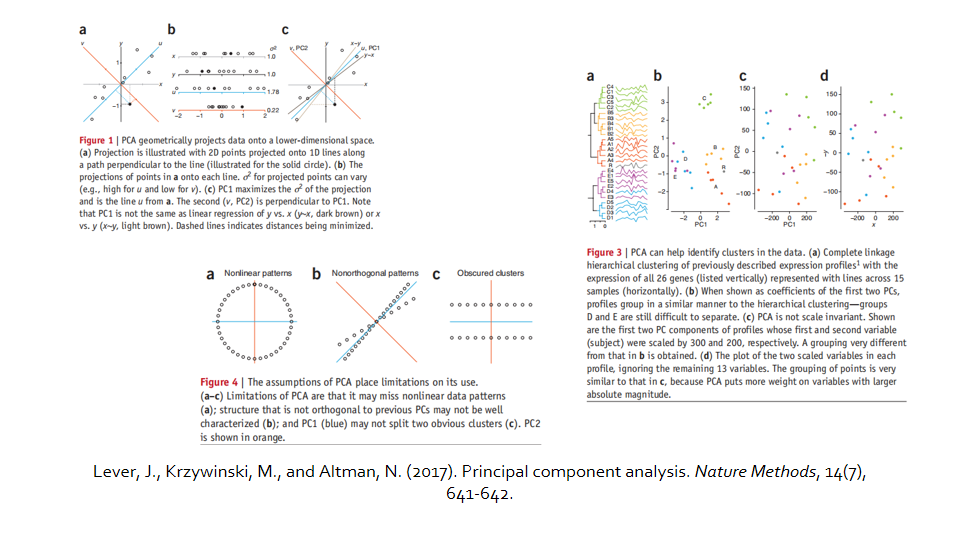 a
b
c
v
y
u
x
1
−1
σ²
x
1.0
y
1.0
u
1.78
v
0.22
−2 −1 0 1 2
v, PC2
y
x~y
u, PC1
y~x
x
Figure 1 | PCA geometrically projects data onto a lower-dimensional space.
(a) Projection is illustrated with 2D points projected onto 1D lines along
a path perpendicular to the line (illustrated for the solid circle). (b) The
projections of points in a onto each line. σ² for projected points can vary
(e.g., high for u and low for v). (c) PC1 maximizes the σ² of the projection
and is the line u from a. The second (v, PC2) is perpendicular to PC1. Note
that PC1 is not the same as linear regression of y vs. x (y~x, dark brown) or x
vs. y (x~y, light brown). Dashed lines indicates distances being minimized.
a
b
c
d
C4
C1
C3
C5
C2
B5
B3
B4
B1
B2
A5
A1
A2
A3
A4
R
E4
E1
E3
E5
E2
D4
D5
D2
D3
D1
1 0
PC2
3
2
1
0
−1
−2
C
B
D
E
R
A
−2 0 2
PC1
PC2
150
100
50
0
−50
−100
−200 0 200
PC1
−y
150
100
50
0
−50
−100
−200 0 200
x
Figure 3 | PCA can help identify clusters in the data. (a) Complete linkage
hierarchical clustering of previously described expression profiles¹ with the
expression of all 26 genes (listed vertically) represented with lines across 15
samples (horizontally). (b) When shown as coefficients of the first two PCs,
profiles group in a similar manner to the hierarchical clustering—groups
D and E are still difficult to separate. (c) PCA is not scale invariant. Shown
are the first two PC components of profiles whose first and second variable
(subject) were scaled by 300 and 200, respectively. A grouping very different
from that in b is obtained. (d) The plot of the two scaled variables in each
profile, ignoring the remaining 13 variables. The grouping of points is very
similar to that in c, because PCA puts more weight on variables with larger
absolute magnitude.
a Nonlinear patterns
b Nonorthogonal patterns
c Obscured clusters
Figure 4 | The assumptions of PCA place limitations on its use.
(a–c) Limitations of PCA are that it may miss nonlinear data patterns
(a); structure that is not orthogonal to previous PCs may not be well
characterized (b); and PC1 (blue) may not split two obvious clusters (c). PC2
is shown in orange.
Lever, J., Krzywinski, M., and Altman, N. (2017). Principal component analysis. Nature Methods, 14(7),
641-642.